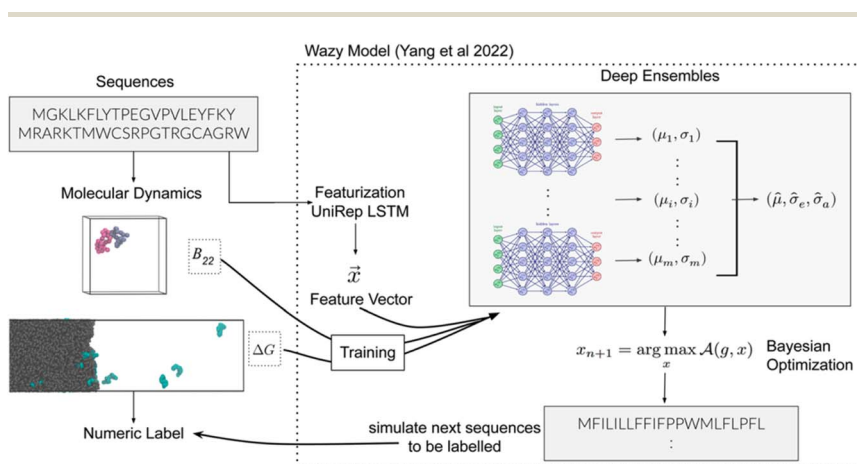 Wazy Model (Yang et al 2022)
Sequences
MGKLKFLYTPEGVPVLEYFKY
MRARKTMWCSRPGTRGCAGRW
Molecular Dynamics
B₂₂
ΔG
Numeric Label
Featurization
UniRep LSTM
x⃗
Feature Vector
Training
Deep Ensembles
(μ₁, σ₁)
(μᵢ, σᵢ)
(μₘ, σₘ)
(μ̂, σ̂ₑ, σ̂ₐ)
xₙ₊₁ = arg max 𝒜(g, x)
x
Bayesian
Optimization
MFILILLFFIFPPWMLFLPFL
simulate next sequences
to be labelled